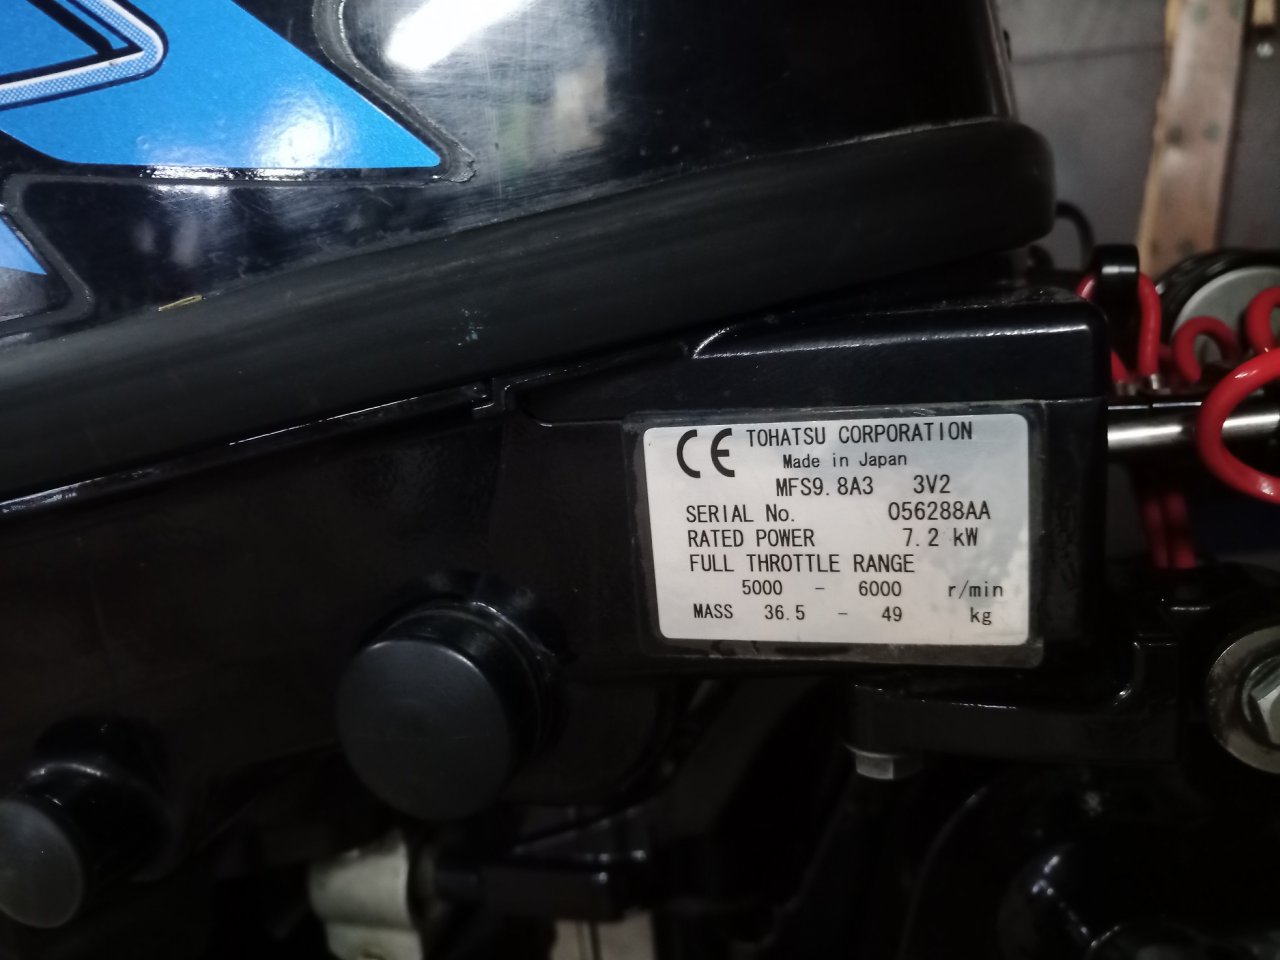 CE TOHATSU CORPORATION
Made in Japan
MFS9.8A3 3V2
SERIAL No. 056288AA
RATED POWER 7.2 kW
FULL THROTTLE RANGE
5000 - 6000 r/min
MASS 36.5 - 49 kg